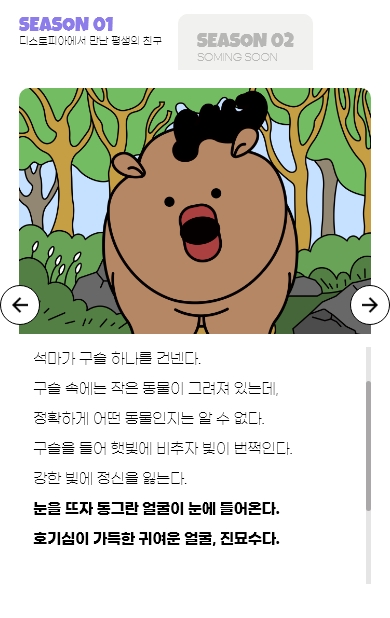 SEASON 01
디스토피아에서 만난 평생의 친구
SEASON 02
SOMING SOON
석마가 구슬 하나를 건넨다.
구슬 속에는 작은 동물이 그려져 있는데,
정확하게 어떤 동물인지는 알 수 없다.
구슬을 들어 햇빛에 비추자 빛이 번쩍인다.
강한 빛에 정신을 잃는다.
눈을 뜨자 동그란 얼굴이 눈에 들어온다.
호기심이 가득한 귀여운 얼굴, 진묘수다.